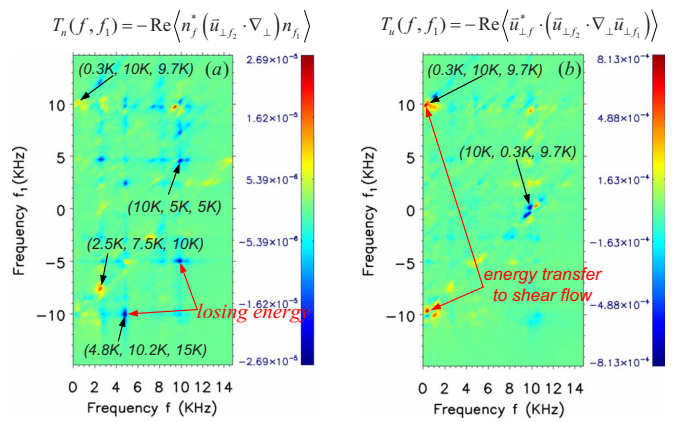 T_n(f, f_1) = −Re⟨n_f^*(u⃗_{⊥f_2}·∇_⊥)n_{f_1}⟩
T_u(f, f_1) = −Re⟨u⃗_{⊥f}^*·(u⃗_{⊥f_2}·∇_⊥u⃗_{⊥f_1})⟩
(0.3K, 10K, 9.7K)
(a)
10
5
0
−5
−10
Frequency f₁(KHz)
(10K, 5K, 5K)
(2.5K, 7.5K, 10K)
losing energy
(4.8K, 10.2K, 15K)
0 2 4 6 8 10 12 14
Frequency f (KHz)
2.69×10⁻⁵
1.62×10⁻⁵
5.39×10⁻⁶
−5.39×10⁻⁶
−1.62×10⁻⁵
−2.69×10⁻⁵
(0.3K, 10K, 9.7K)
(b)
10
5
0
−5
−10
Frequency f₁(KHz)
(10K, 0.3K, 9.7K)
energy transfer
to shear flow
0 2 4 6 8 10 12 14
Frequency f (KHz)
8.13×10⁻⁴
4.88×10⁻⁴
1.63×10⁻⁴
−1.63×10⁻⁴
−4.88×10⁻⁴
−8.13×10⁻⁴